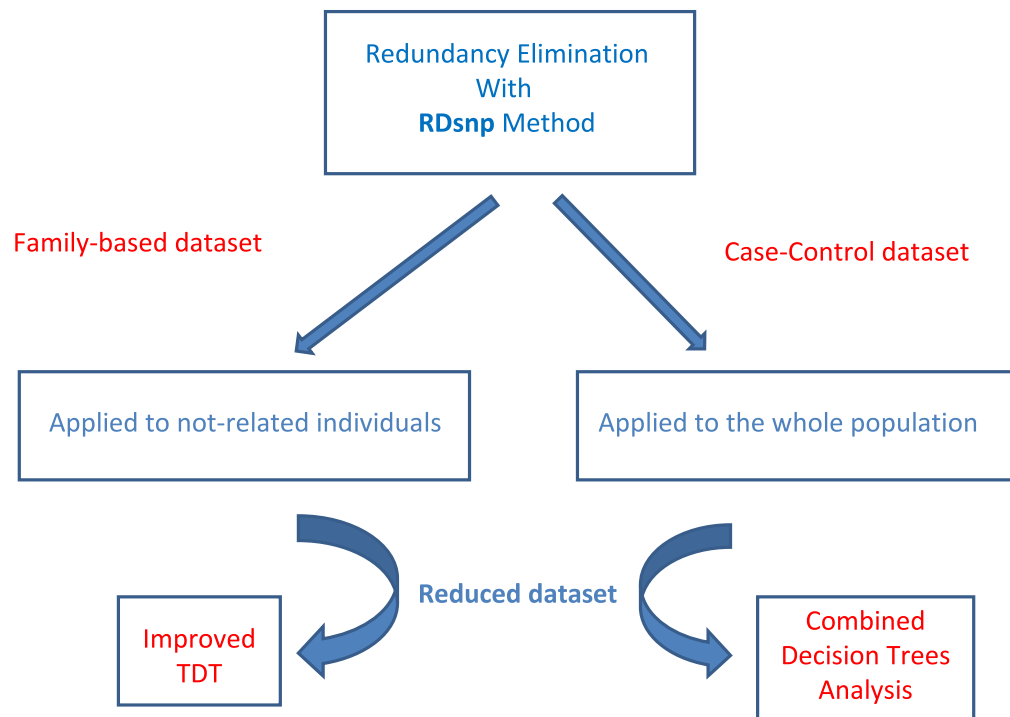 Redundancy Elimination
With
RDsnp Method
Family-based dataset
Case-Control dataset
Applied to not-related individuals
Applied to the whole population
Reduced dataset
Improved
TDT
Combined
Decision Trees
Analysis